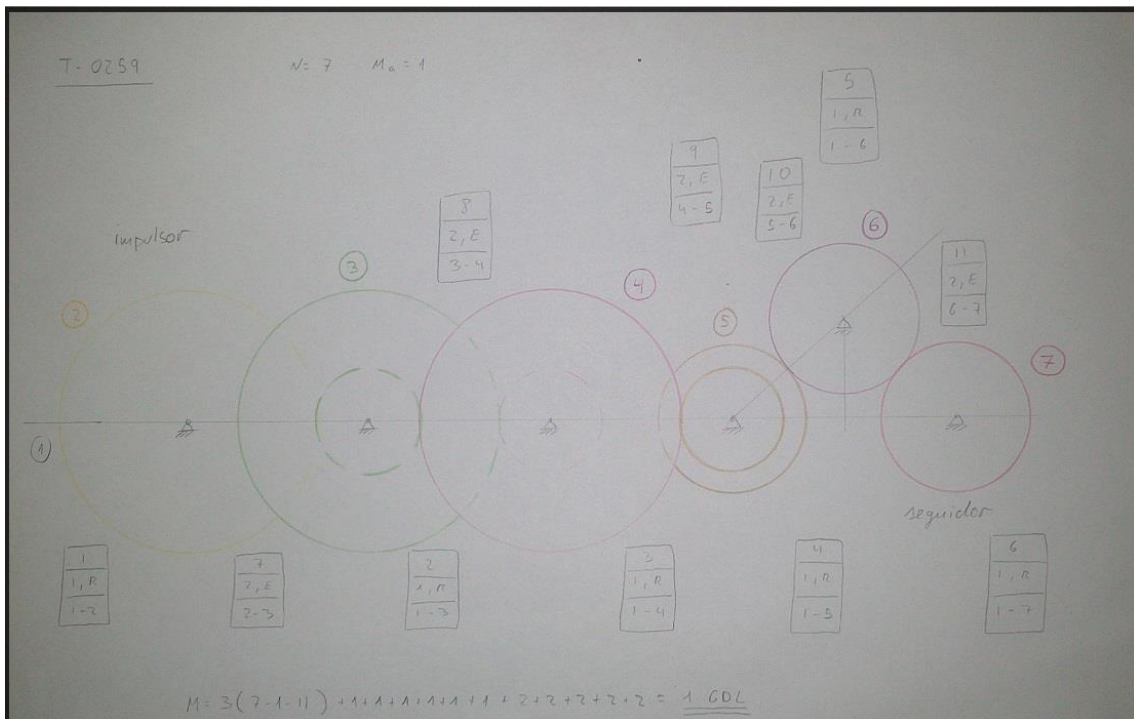 T-0259
N= 7   Ma = 1
5
1, R
1-6
9
2, E
4-5
10
2, E
5-6
8
2, E
3-4
impulsor
11
2, E
6-7
2
3
4
5
6
7
1
seguidor
1
1, R
1-2
7
2, E
2-3
2
1, R
1-3
3
1, R
1-4
4
1, R
1-5
6
1, R
1-7
M= 3(7-1-11) +1+1+1+1+1+1 + 2+2+2+2+2 = 1 GDL